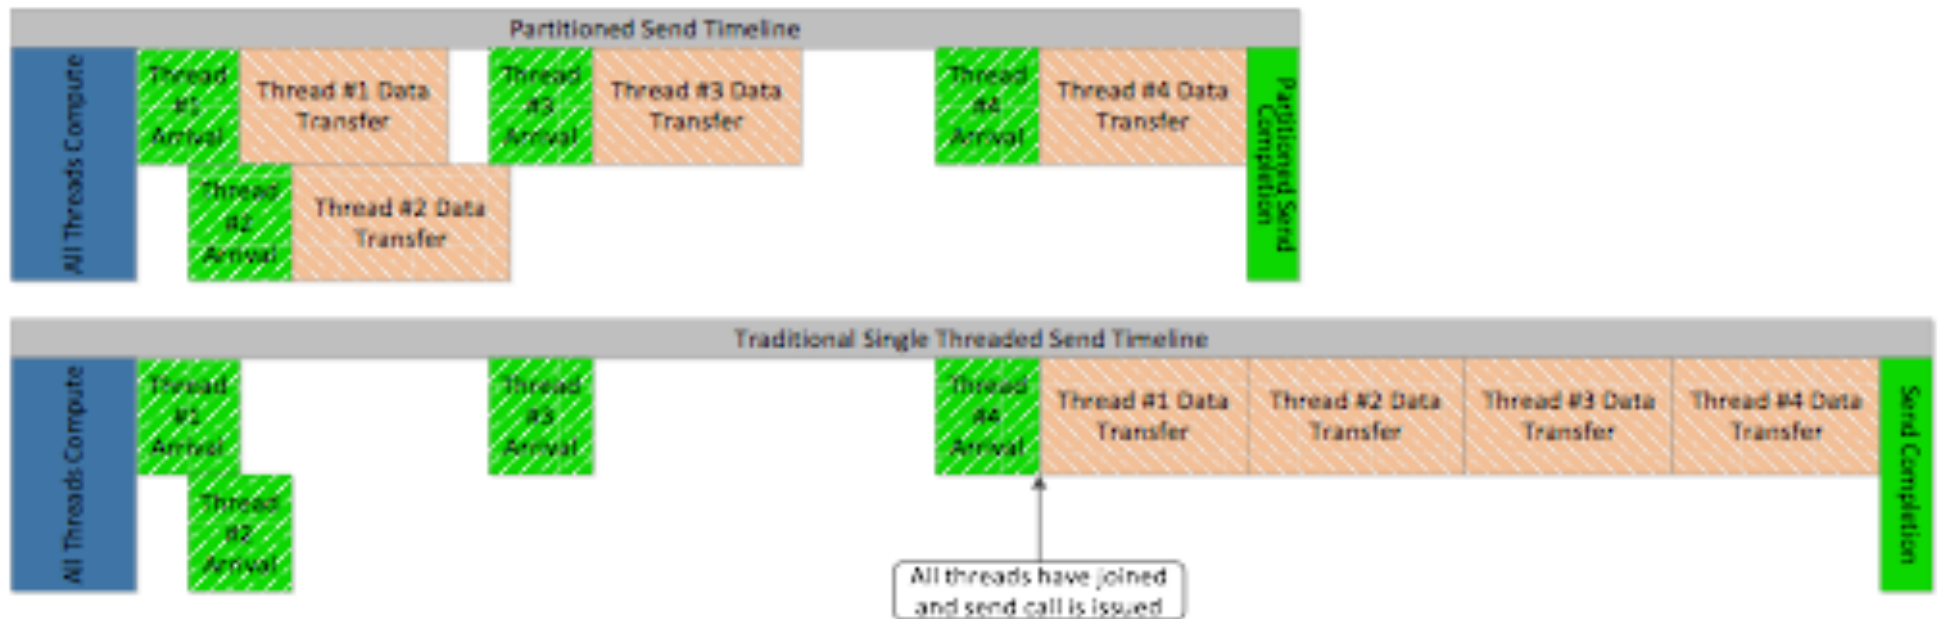 Partitioned Send Timeline
All Threads Compute
Thread
#1
Arrival
Thread #1 Data
Transfer
Thread
#3
Arrival
Thread #3 Data
Transfer
Thread
#4
Arrival
Thread #4 Data
Transfer
Partitioned Send
Completion
Thread
#2
Arrival
Thread #2 Data
Transfer
Traditional Single Threaded Send Timeline
All Threads Compute
Thread
#1
Arrival
Thread
#3
Arrival
Thread
#4
Arrival
Thread #1 Data
Transfer
Thread #2 Data
Transfer
Thread #3 Data
Transfer
Thread #4 Data
Transfer
Send Completion
Thread
#2
Arrival
All threads have joined
and send call is issued